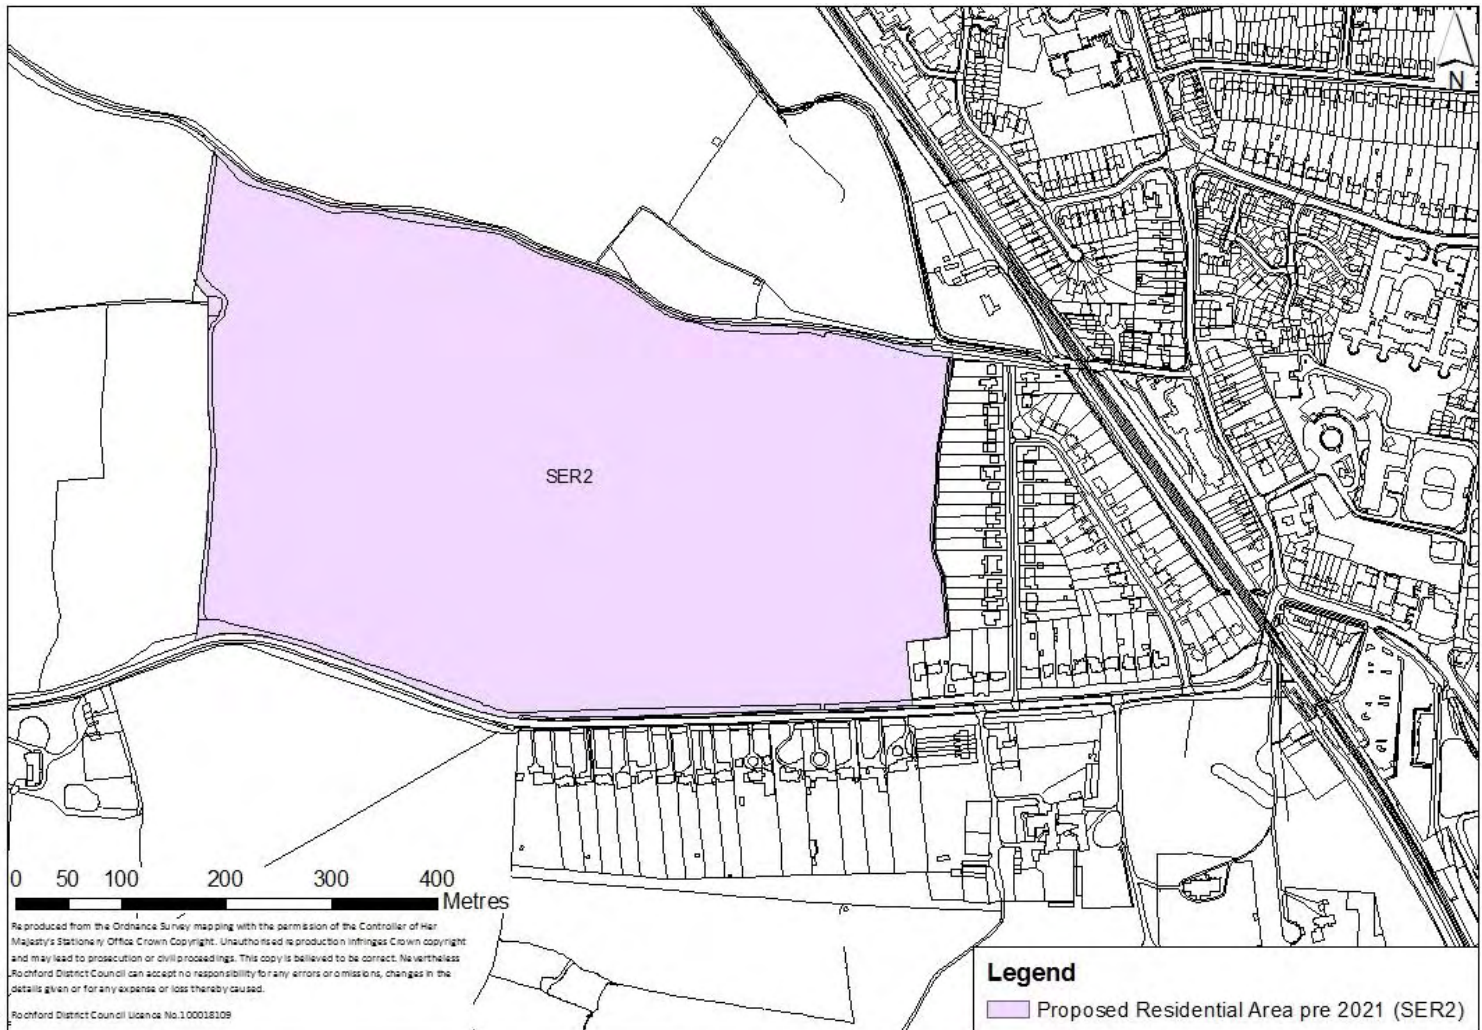 N
SER2
0 50 100 200 300 400
Metres
Reproduced from the Ordnance Survey mapping with the permission of the Controller of Her
Majesty's Stationery Office Crown Copyright. Unauthorised reproduction infringes Crown copyright
and may lead to prosecution or civil proceedings. This copy is believed to be correct. Nevertheless
Rochford District Council can accept no responsibility for any errors or omissions, changes in the
details given or for any expense or loss thereby caused.
Rochford District Council Licence No.100018109
Legend
Proposed Residential Area pre 2021 (SER2)